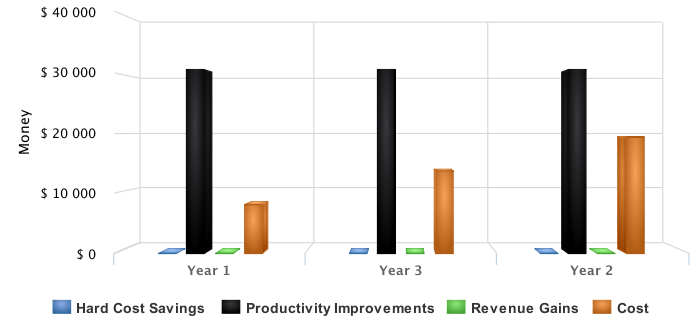 $ 40 000
$ 30 000
$ 20 000
$ 10 000
$ 0
Money
Year 1 Year 3 Year 2
Hard Cost Savings Productivity Improvements Revenue Gains Cost